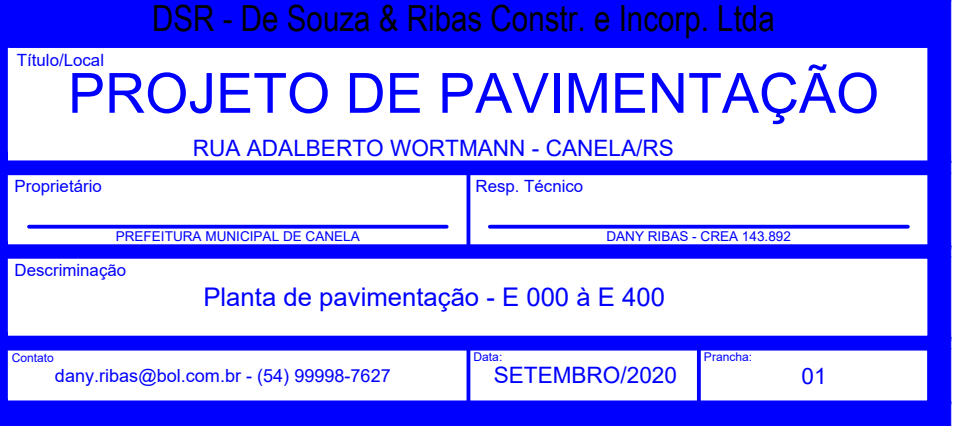 DSR - De Souza & Ribas Constr. e Incorp. Ltda
Título/Local
PROJETO DE PAVIMENTAÇÃO
RUA ADALBERTO WORTMANN - CANELA/RS
Proprietário
PREFEITURA MUNICIPAL DE CANELA
Resp. Técnico
DANY RIBAS - CREA 143.892
Descriminação
Planta de pavimentação - E 000 à E 400
Contato
dany.ribas@bol.com.br - (54) 99998-7627
Data:
SETEMBRO/2020
Prancha:
01